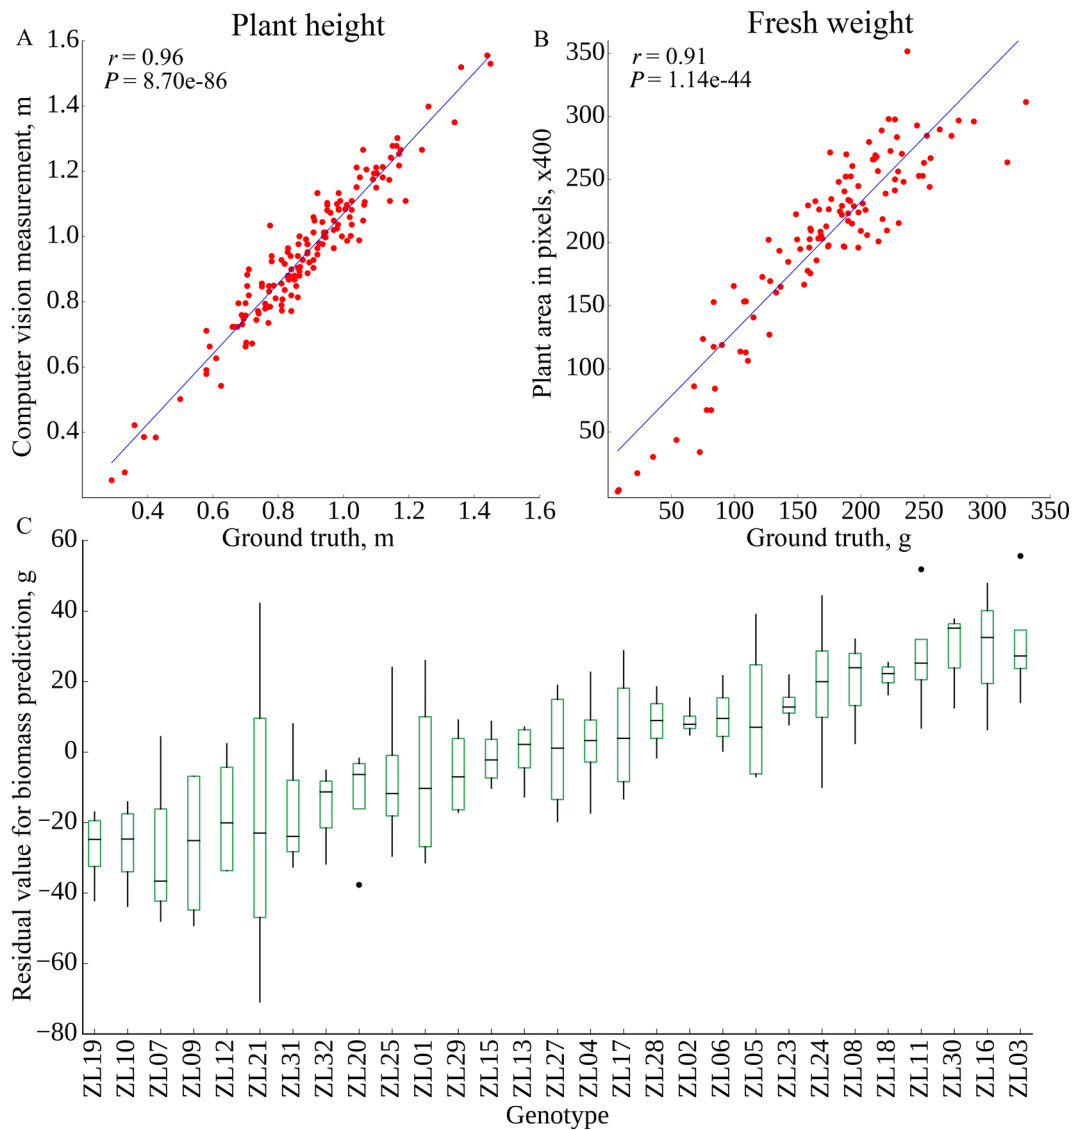 A
Plant height
r = 0.96
P = 8.70e-86
Computer vision measurement, m
1.6
1.4
1.2
1.0
0.8
0.6
0.4
0.4 0.6 0.8 1.0 1.2 1.4 1.6
Ground truth, m
B
Fresh weight
r = 0.91
P = 1.14e-44
Plant area in pixels, x400
350
300
250
200
150
100
50
50 100 150 200 250 300 350
Ground truth, g
C
Residual value for biomass prediction, g
60
40
20
0
−20
−40
−60
−80
ZL19 ZL10 ZL07 ZL09 ZL12 ZL21 ZL31 ZL32 ZL20 ZL25 ZL01 ZL29 ZL15 ZL13 ZL27 ZL04 ZL17 ZL28 ZL02 ZL06 ZL05 ZL23 ZL24 ZL08 ZL18 ZL11 ZL30 ZL16 ZL03
Genotype